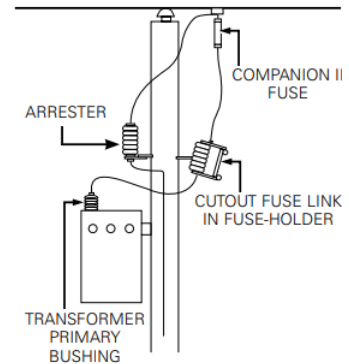 COMPANION II
FUSE
ARRESTER
CUTOUT FUSE LINK
IN FUSE-HOLDER
TRANSFORMER
PRIMARY
BUSHING